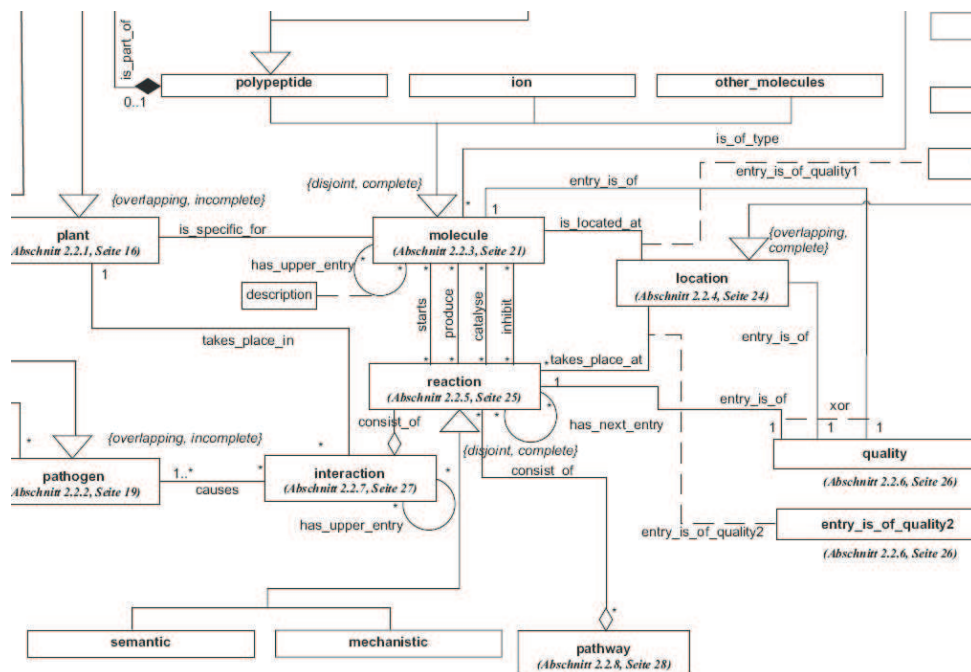 is_part_of
0..1
polypeptide
ion
other_molecules
is_of_type
entry_is_of_quality1
{overlapping, incomplete}
{disjoint, complete}
*
1
entry_is_of
plant
(Abschnitt 2.2.1, Seite 16)
is_specific_for
molecule
(Abschnitt 2.2.3, Seite 21)
is_located_at
{overlapping,
complete}
1
has_upper_entry
*
*
*
*
*
*
description
starts
produce
catalyse
inhibit
location
(Abschnitt 2.2.4, Seite 24)
takes_place_in
entry_is_of
*
*
*
*
*
takes_place_at
reaction
(Abschnitt 2.2.5, Seite 25)
1
entry_is_of
xor
consist_of
*
*
*
*
has_next_entry
1
1
1
*
{overlapping, incomplete}
*
{disjoint, complete}
pathogen
(Abschnitt 2.2.2, Seite 19)
1..*
causes
*
interaction
(Abschnitt 2.2.7, Seite 27)
*
*
has_upper_entry
consist_of
quality
(Abschnitt 2.2.6, Seite 26)
entry_is_of_quality2
entry_is_of_quality2
(Abschnitt 2.2.6, Seite 26)
semantic
mechanistic
*
pathway
(Abschnitt 2.2.8, Seite 28)